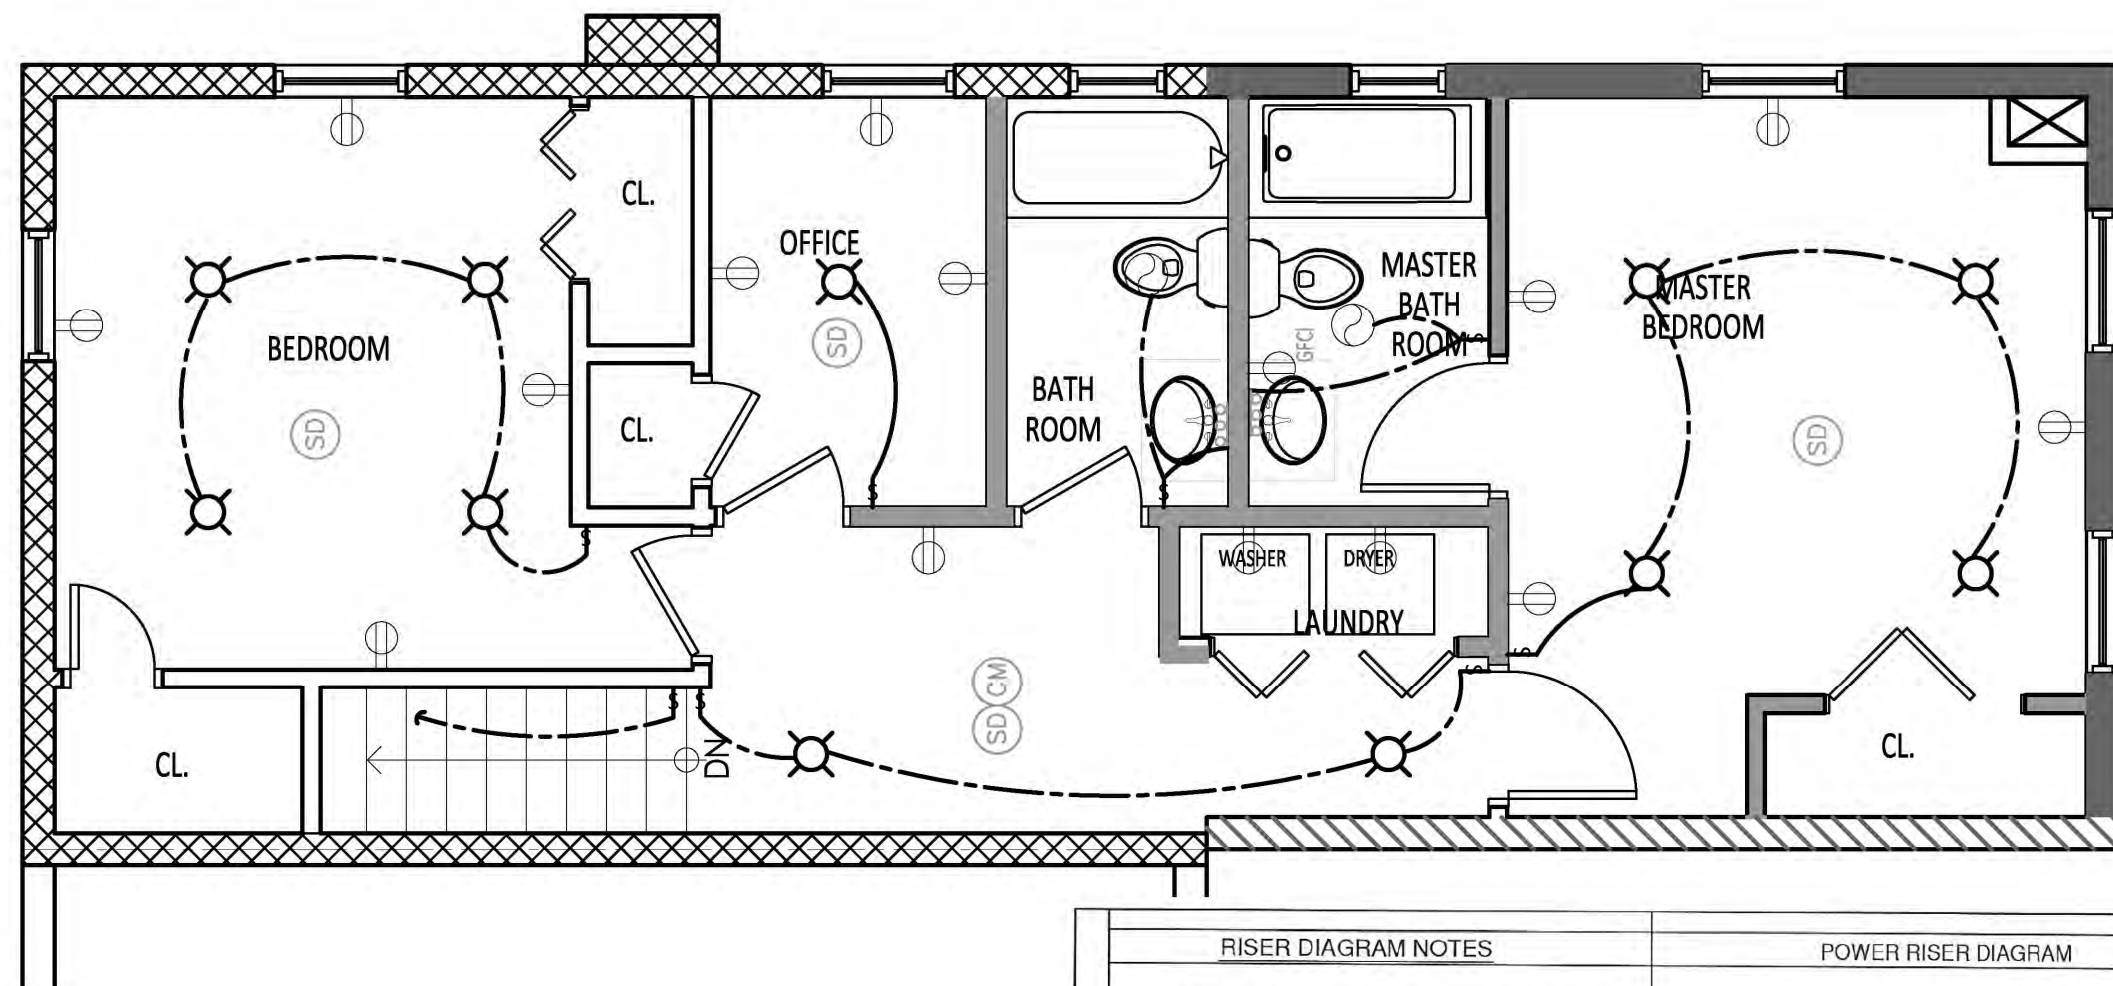 CL.
OFFICE
MASTER
BATH
ROOM
MASTER
BEDROOM
BEDROOM
SD
GFCI
BATH
ROOM
CL.
SD
SD
S
S
S
WASHER
DRYER
LAUNDRY
S
S
S
SD
CM
S
S
DN
CL.
CL.
RISER DIAGRAM NOTES
POWER RISER DIAGRAM